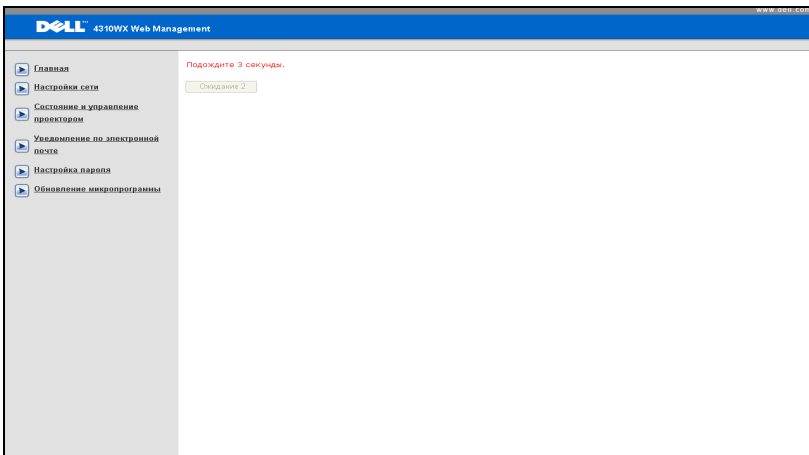 www.dell.com
DELL™ 4310WX Web Management
Главная
Настройки сети
Состояние и управление
проектором
Уведомление по электронной
почте
Настройка пароля
Обновление микропрограммы
Подождите 3 секунды.
Ожидание 2